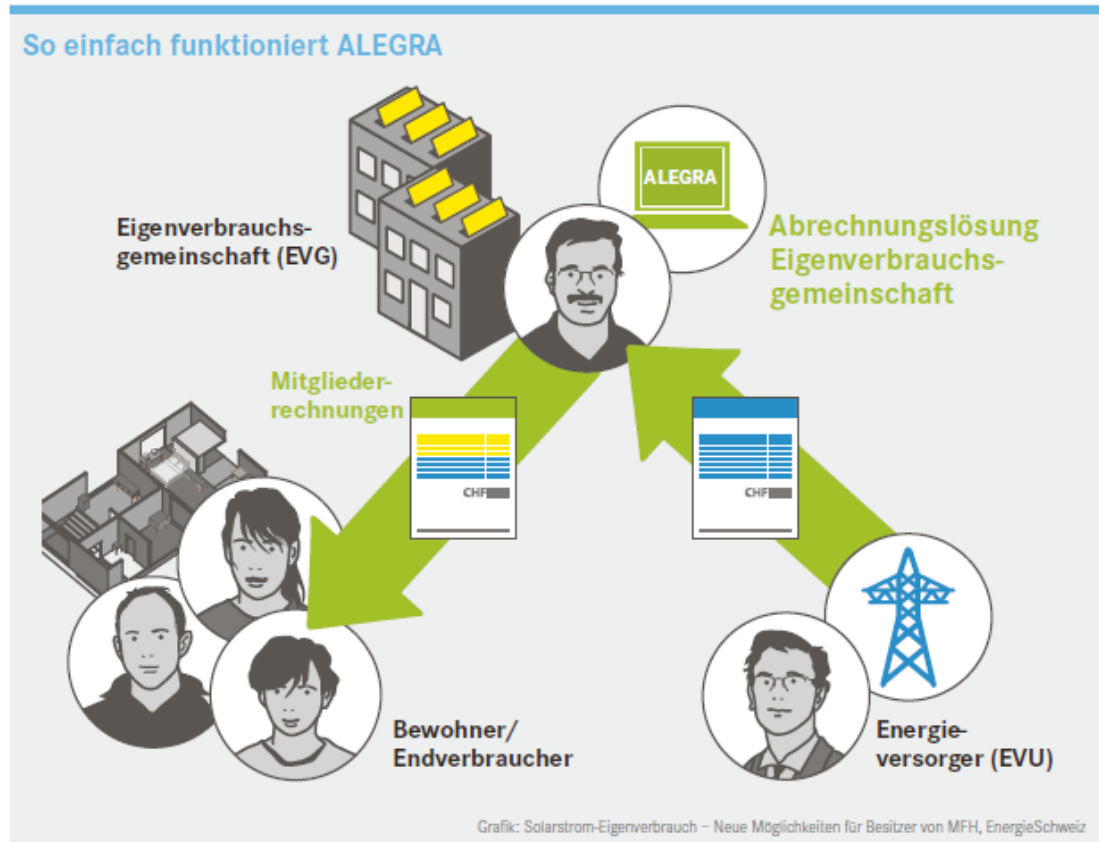 So einfach funktioniert ALEGRA
ALEGRA
Eigenverbrauchs-
gemeinschaft (EVG)
Abrechnungslösung
Eigenverbrauchs-
gemeinschaft
Mitglieder-
rechnungen
CHF
CHF
Bewohner/
Endverbraucher
Energie-
versorger (EVU)
Grafik: Solarstrom-Eigenverbrauch – Neue Möglichkeiten für Besitzer von MFH, EnergieSchweiz